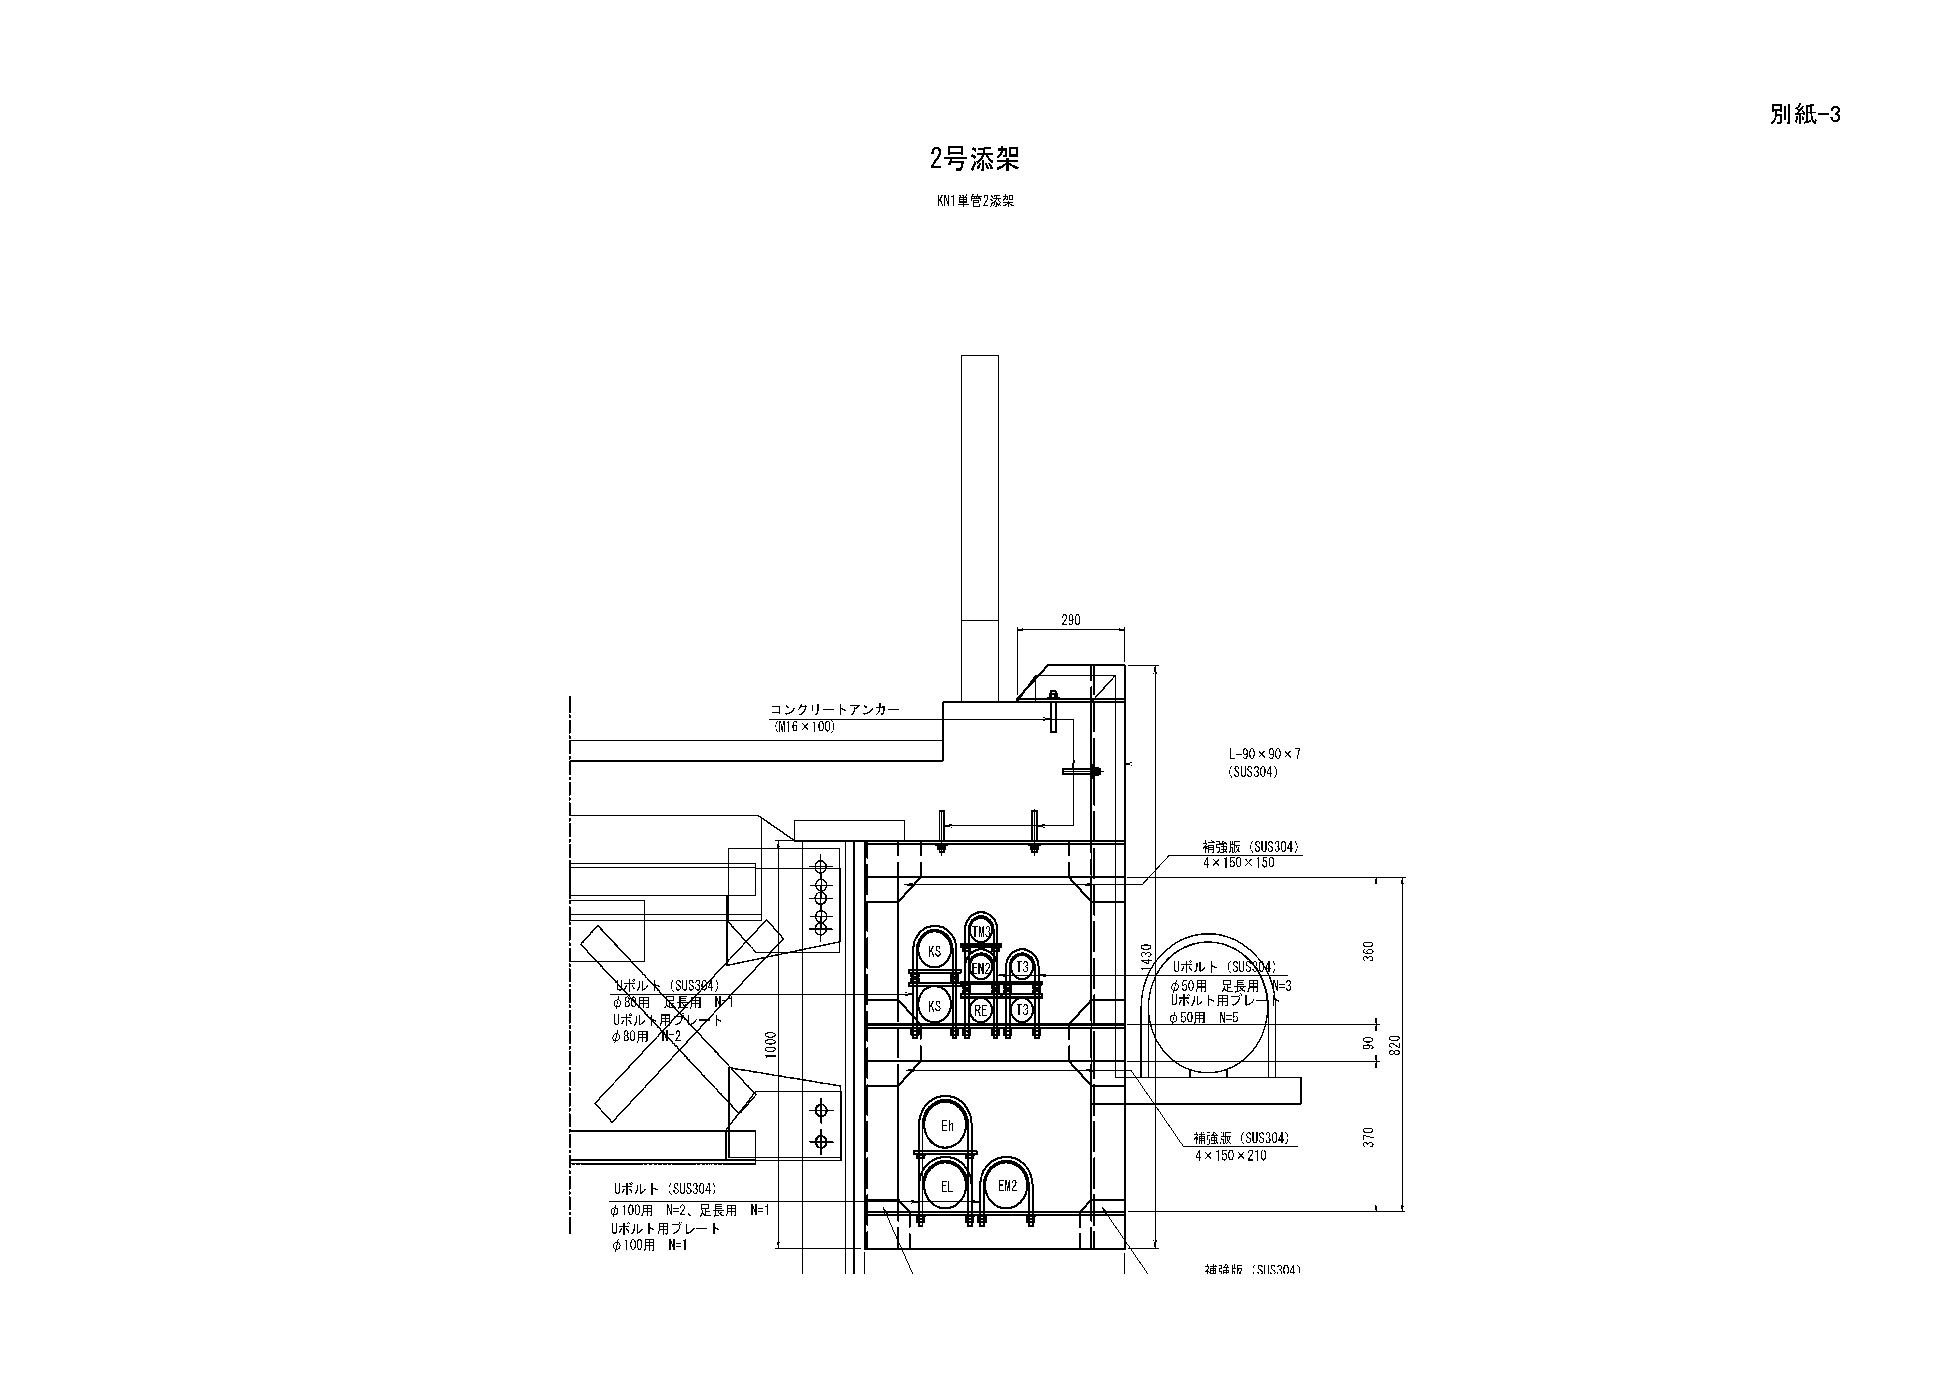 別紙-3
2号添架
KN1単管2添架
290
コンクリートアンカー
(M16×100)
L-90×90×7
(SUS304)
補強版 (SUS304)
4×150×150
TM3
KS
EN2
T3
KS
RE
T3
1430
360
Uボルト (SUS304)
φ50用 足長用 N=3
Uボルト用プレート
φ50用 N=5
Uボルト (SUS304)
φ80用 足長用 N=1
Uボルト用プレート
φ80用 N=2
1000
90
820
Eh
370
補強版 (SUS304)
4×150×210
EL
EM2
Uボルト (SUS304)
φ100用 N=2、足長用 N=1
Uボルト用プレート
φ100用 N=1
補強版 (SUS304)